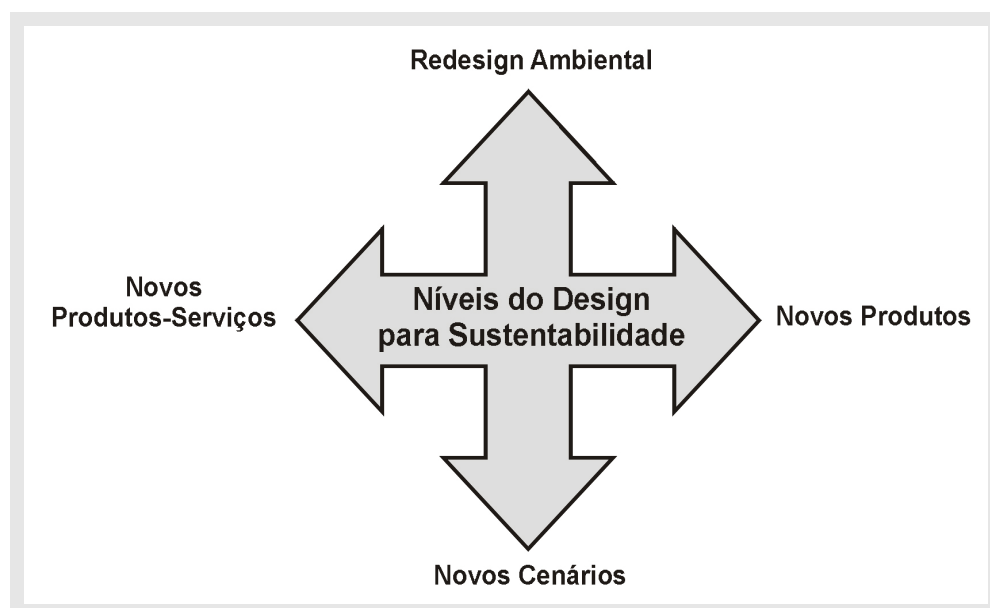 Redesign Ambiental
Novos
Produtos-Serviços
Níveis do Design
para Sustentabilidade
Novos Produtos
Novos Cenários